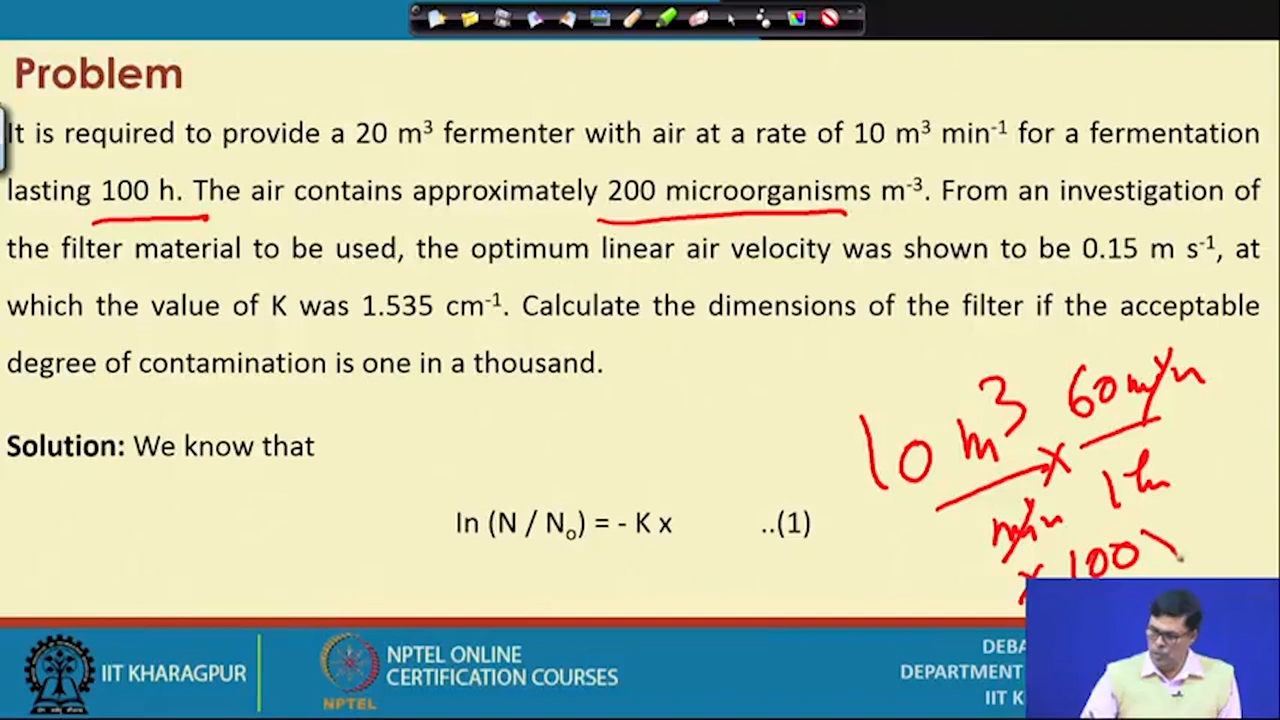 Problem
It is required to provide a 20 m³ fermenter with air at a rate of 10 m³ min⁻¹ for a fermentation
lasting 100 h. The air contains approximately 200 microorganisms m⁻³. From an investigation of
the filter material to be used, the optimum linear air velocity was shown to be 0.15 m s⁻¹, at
which the value of K was 1.535 cm⁻¹. Calculate the dimensions of the filter if the acceptable
degree of contamination is one in a thousand.
Solution: We know that
ln (N / Nₒ) = - K x ..(1)
10 m³ × 60 min
min 1 hr
× 100
IIT KHARAGPUR
NPTEL
NPTEL ONLINE
CERTIFICATION COURSES
DEBA
DEPARTMENT
IIT K